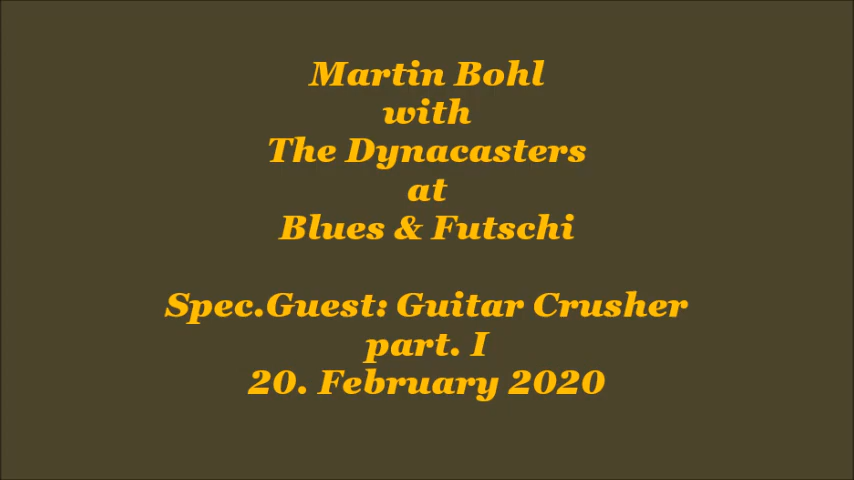 Martin Bohl
with
The Dynacasters
at
Blues & Futschi
Spec.Guest: Guitar Crusher
part. I
20. February 2020